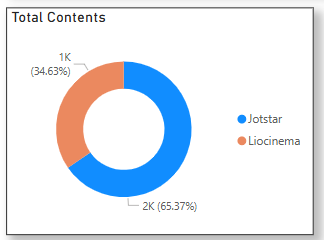 Total Contents
1K
(34.63%)
Jotstar
Liocinema
2K (65.37%)